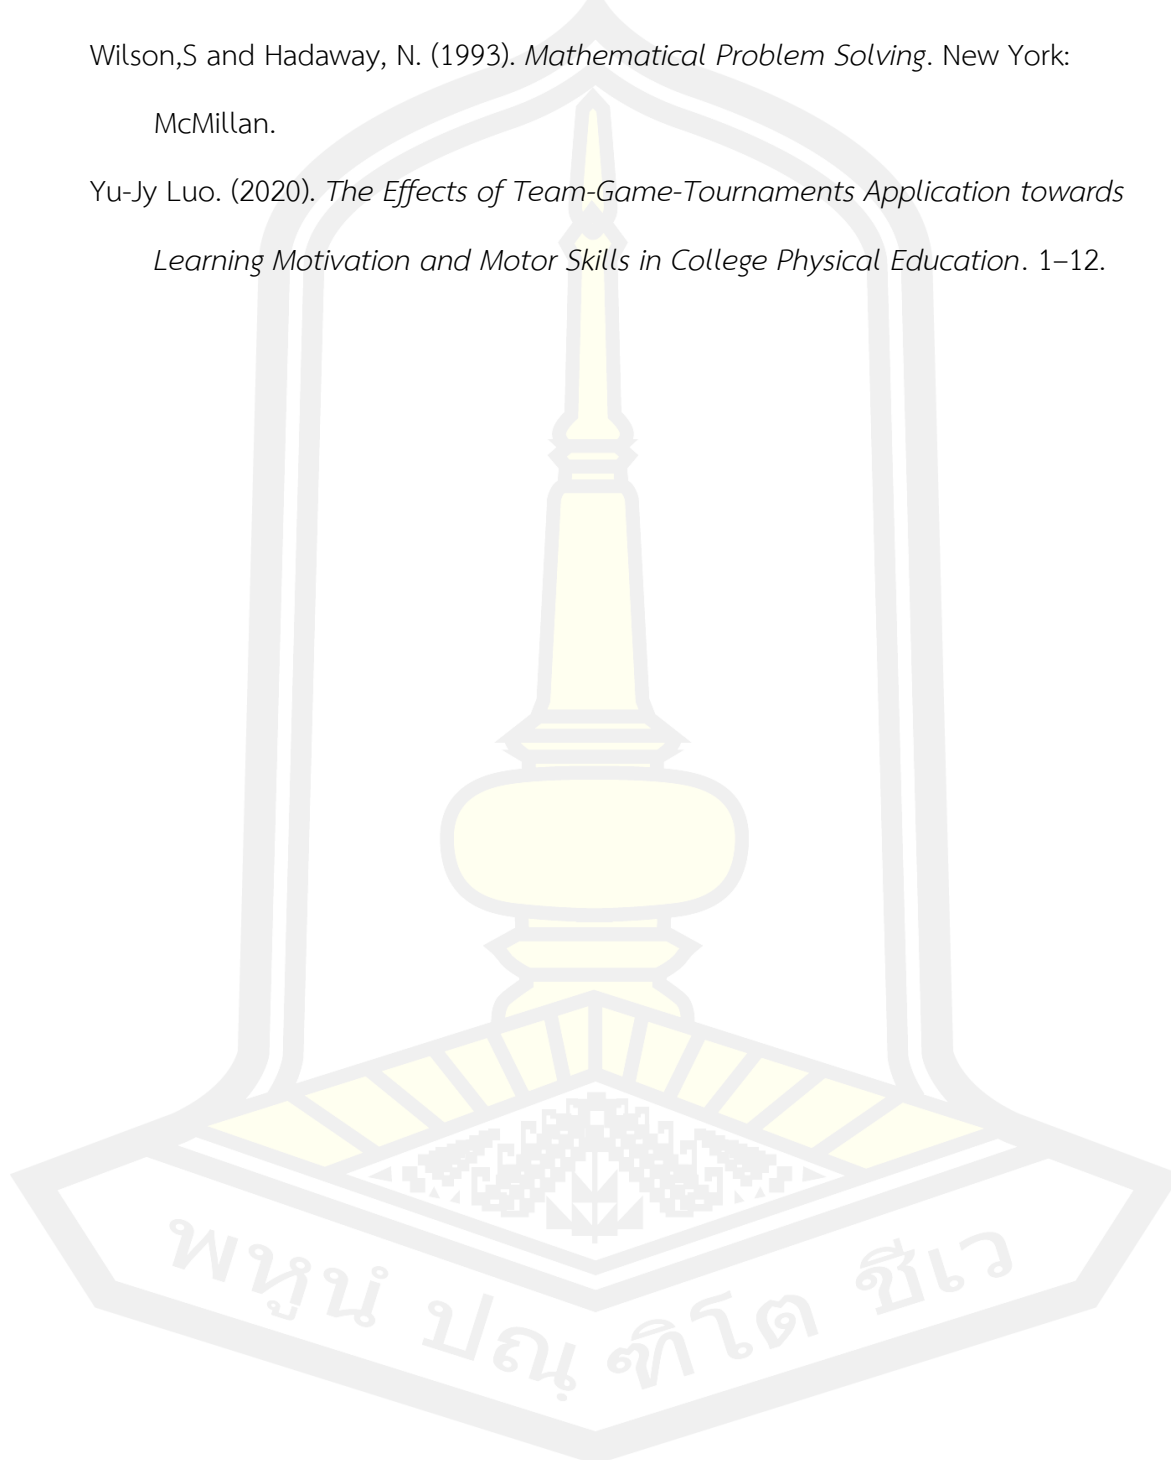 Wilson,S and Hadaway, N. (1993). Mathematical Problem Solving. New York:
McMillan.
Yu-Jy Luo. (2020). The Effects of Team-Game-Tournaments Application towards
Learning Motivation and Motor Skills in College Physical Education. 1–12.
พหูนํ ปณฺฑิโต ชีเว